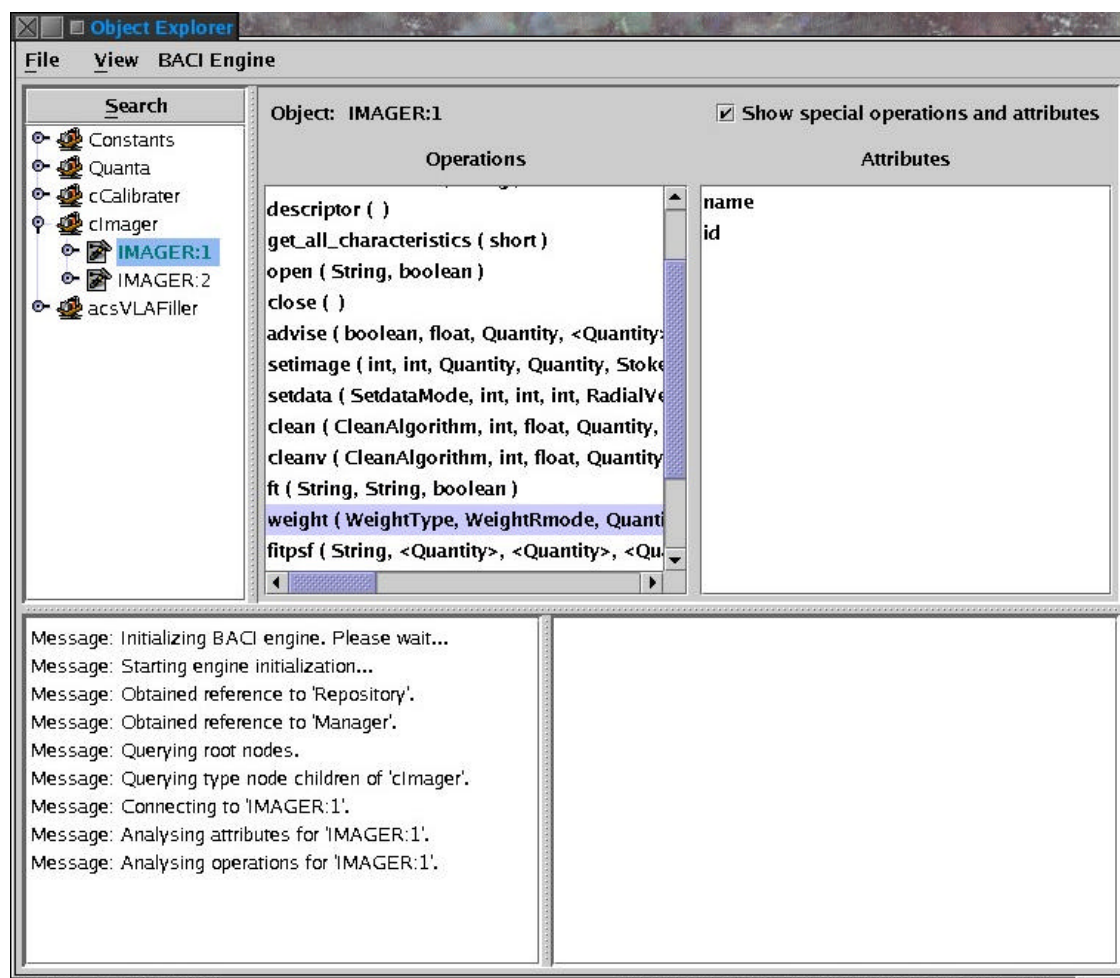 Object Explorer
File View BACI Engine
Search
Constants
Quanta
cCalibrater
cImager
IMAGER:1
IMAGER:2
acsVLAFiller
Object: IMAGER:1
Show special operations and attributes
Operations
descriptor ( )
get_all_characteristics ( short )
open ( String, boolean )
close ( )
advise ( boolean, float, Quantity, <Quantity>
setimage ( int, int, Quantity, Quantity, Stoke
setdata ( SetdataMode, int, int, int, RadialVe
clean ( CleanAlgorithm, int, float, Quantity,
cleanv ( CleanAlgorithm, int, float, Quantity
ft ( String, String, boolean )
weight ( WeightType, WeightRmode, Quanti
fitpsf ( String, <Quantity>, <Quantity>, <Qu
Attributes
name
id
Message: Initializing BACI engine. Please wait...
Message: Starting engine initialization...
Message: Obtained reference to 'Repository'.
Message: Obtained reference to 'Manager'.
Message: Querying root nodes.
Message: Querying type node children of 'cImager'.
Message: Connecting to 'IMAGER:1'.
Message: Analysing attributes for 'IMAGER:1'.
Message: Analysing operations for 'IMAGER:1'.